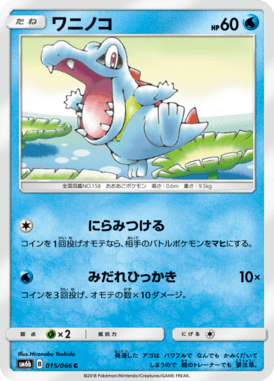 たね ワニノコ HP60
全国図鑑NO.158 おおあごポケモン 高さ:0.6m 重さ:9.5kg
にらみつける
コインを1回投げオモテなら、相手のバトルポケモンをマヒにする。
みだれひっかき 10×
コインを3回投げ、オモテの数×10ダメージ。
弱点 ×2 抵抗力 にげる
Illus.Hironobu Yoshida
sm6b D 015/066 C
発達した アゴは パワフルで なんでも かみくだいて
しまうので 親のトレーナーも 要注意。
©2018 Pokémon/Nintendo/Creatures/GAME FREAK.